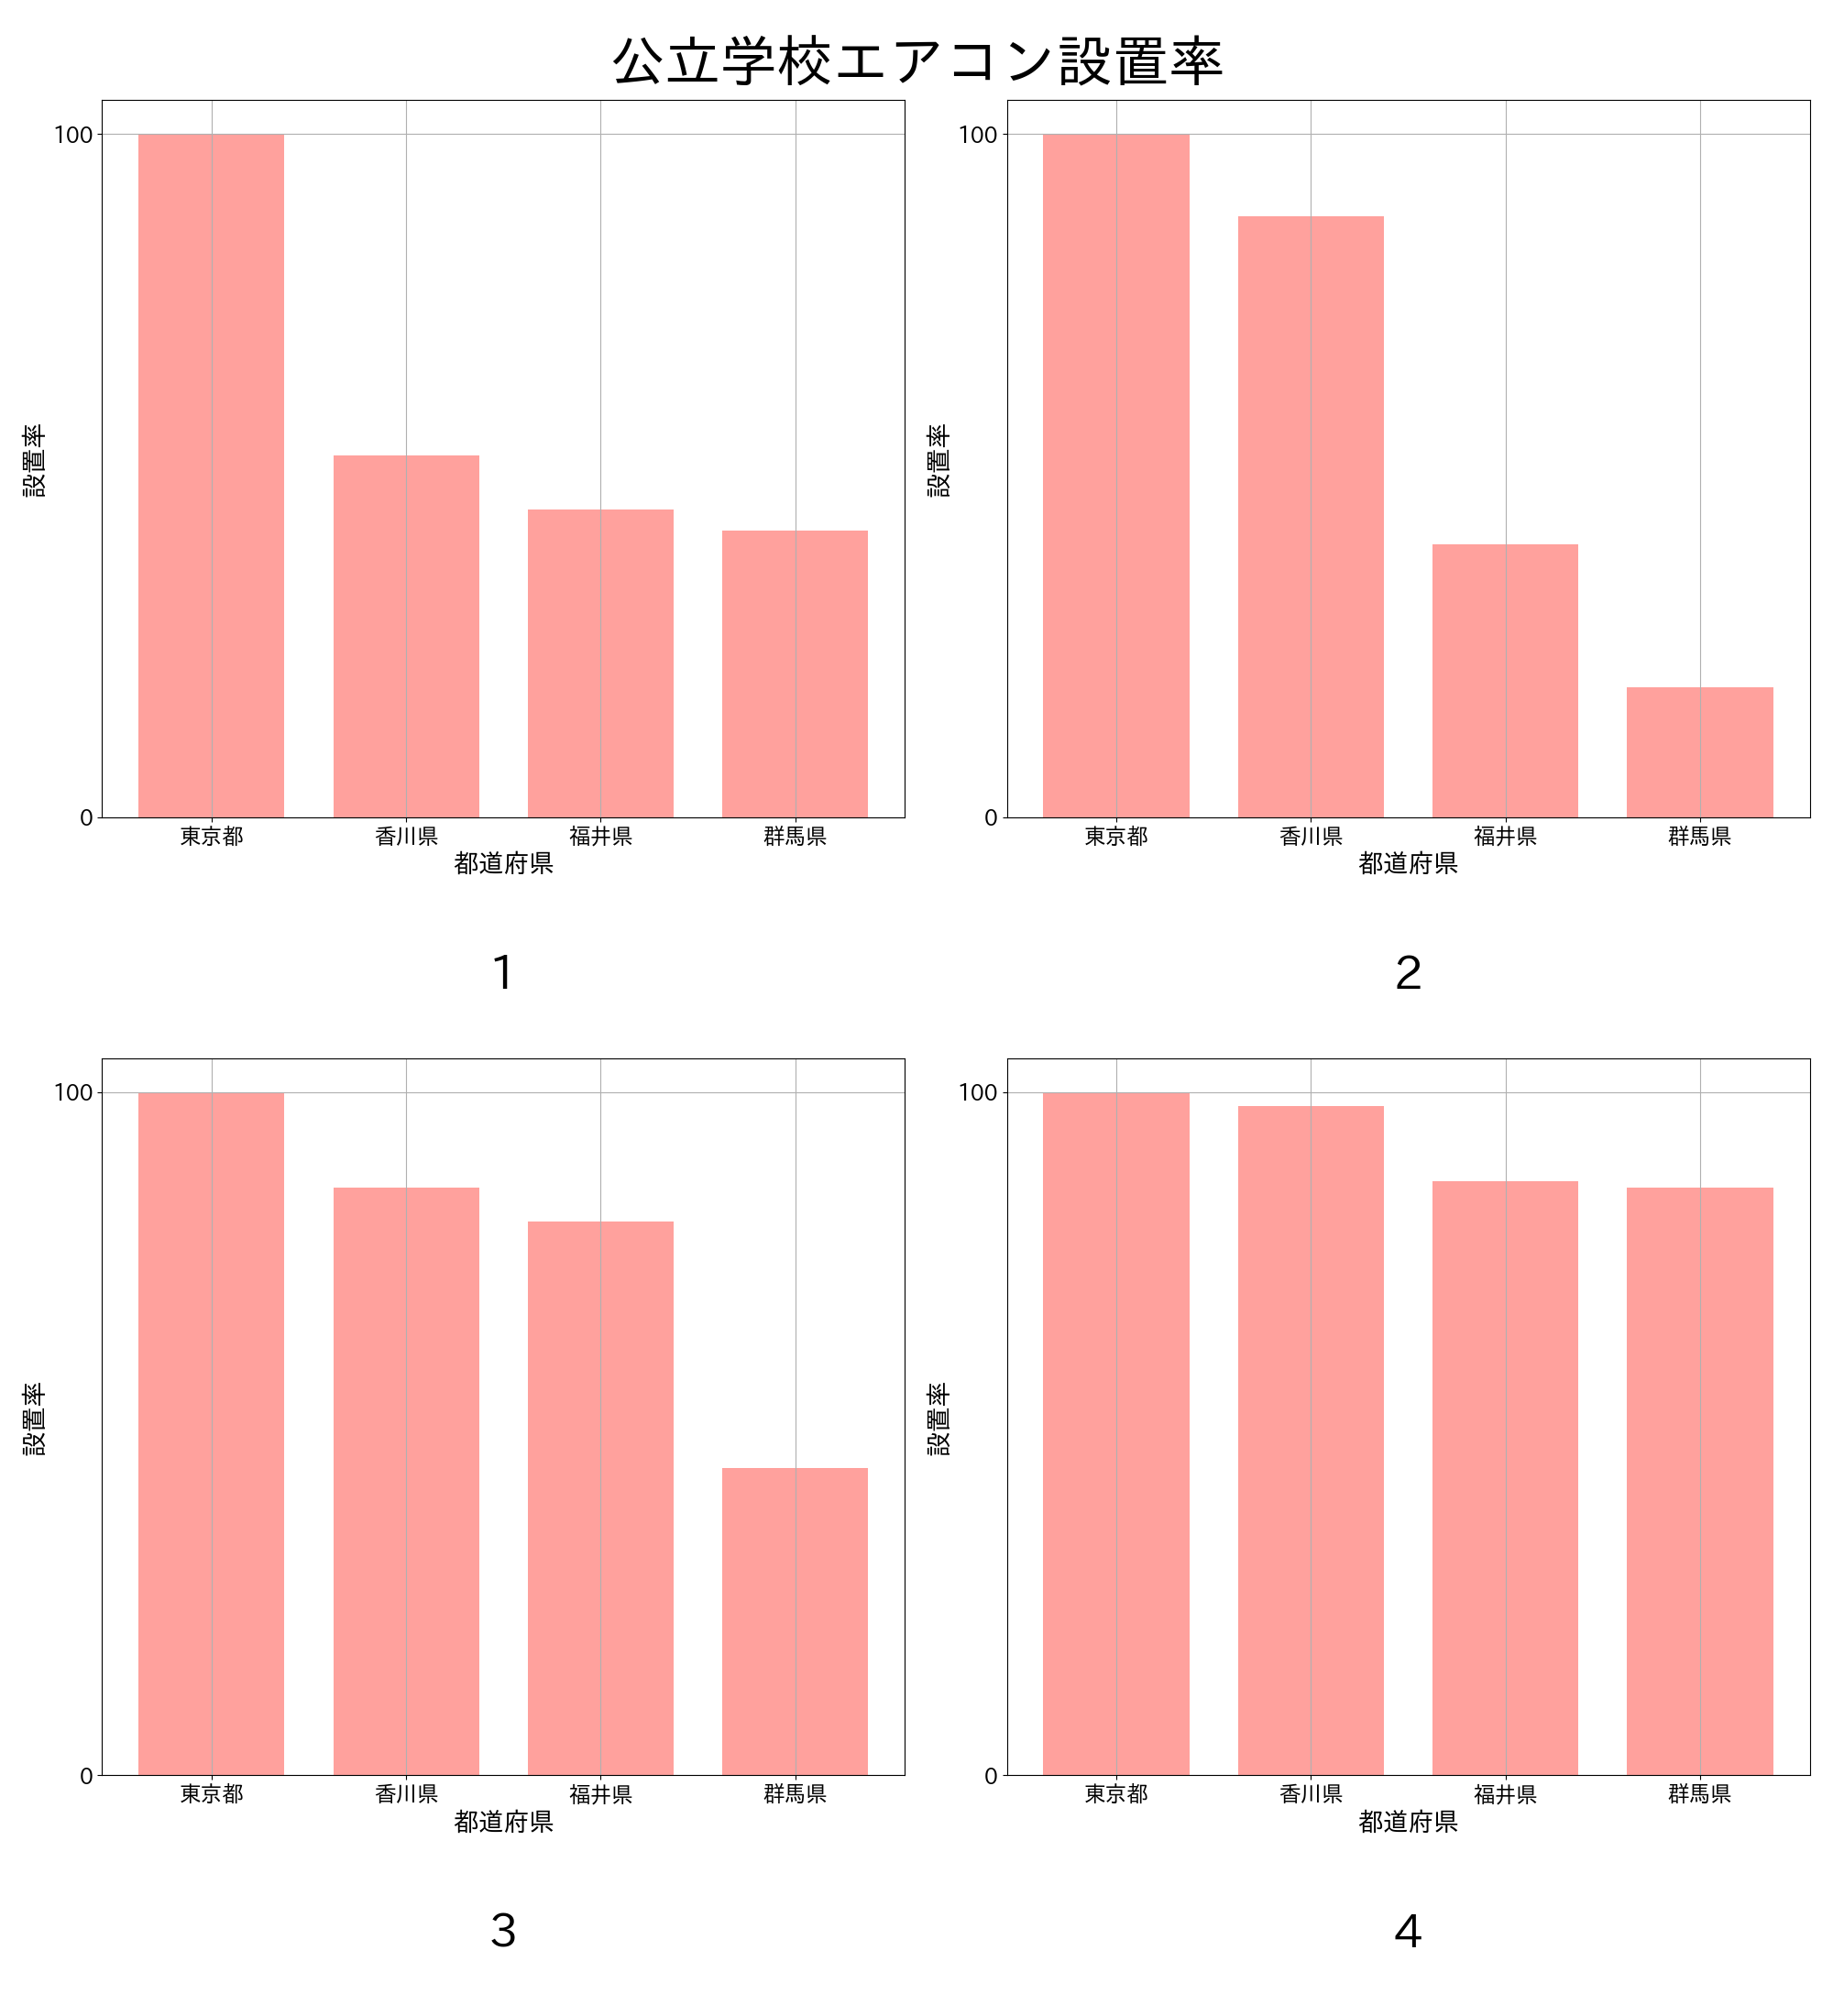 公立学校エアコン設置率
100
0
設置率
東京都 香川県 福井県 群馬県
都道府県
1
100
0
設置率
東京都 香川県 福井県 群馬県
都道府県
2
100
0
設置率
東京都 香川県 福井県 群馬県
都道府県
3
100
0
設置率
東京都 香川県 福井県 群馬県
都道府県
4